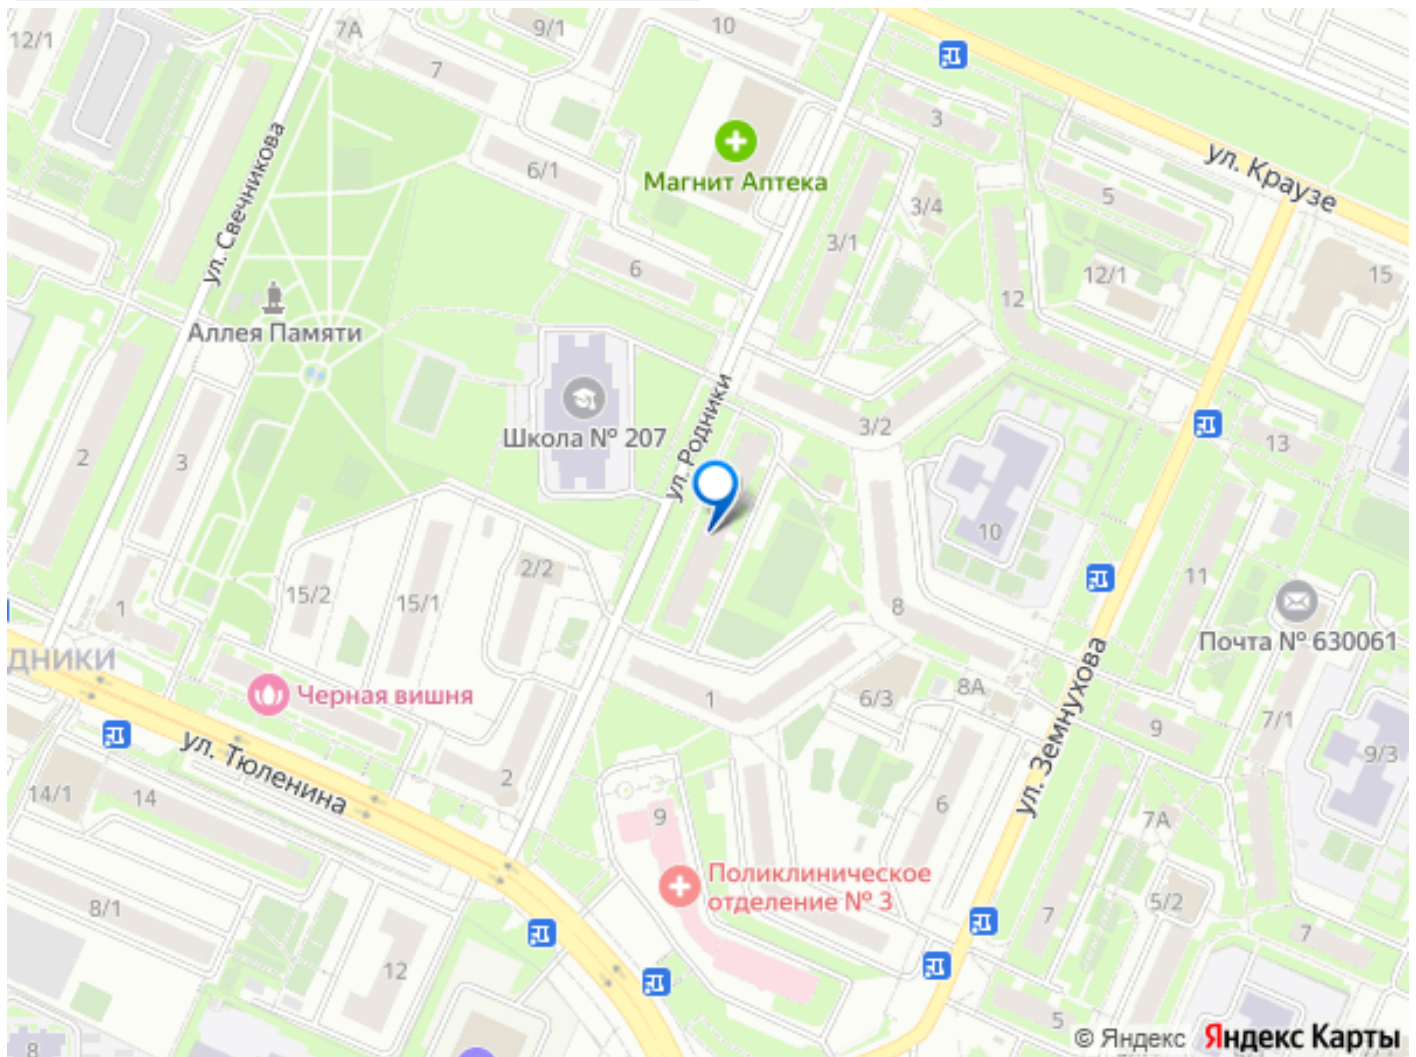 12/1
7А
9/1
10
7
3
ул. Краузе
ул. Свечникова
6/1
Магнит Аптека
5
3/4
3/1
6
12
12/1
15
Аллея Памяти
ул. Родники
Школа № 207
3/2
13
2
3
10
2/2
15/2
15/1
8
11
1
Почта № 630061
ДНИКИ
Черная вишня
1
6/3
8А
ул. Земнухова
9
7/1
9/3
ул. Тюленина
2
14/1
14
9
6
7А
Поликлиническое
отделение № 3
8/1
5/2
7
7
12
5
8
© Яндекс Яндекс Карты